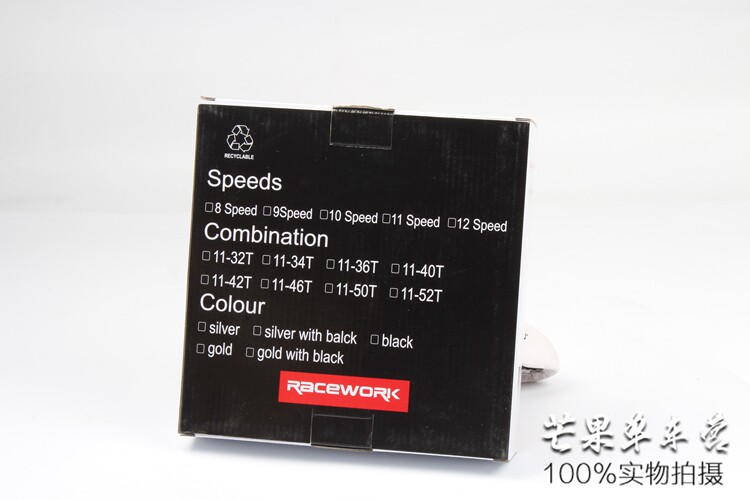 RECYCLABLE
Speeds
□8 Speed □9Speed □10 Speed □11 Speed □12 Speed
Combination
□11-32T □11-34T □11-36T □11-40T
□11-42T □11-46T □11-50T □11-52T
Colour
□silver □silver with balck □black
□gold □gold with black
RACEWORK
芒果单车
100%实物拍摄